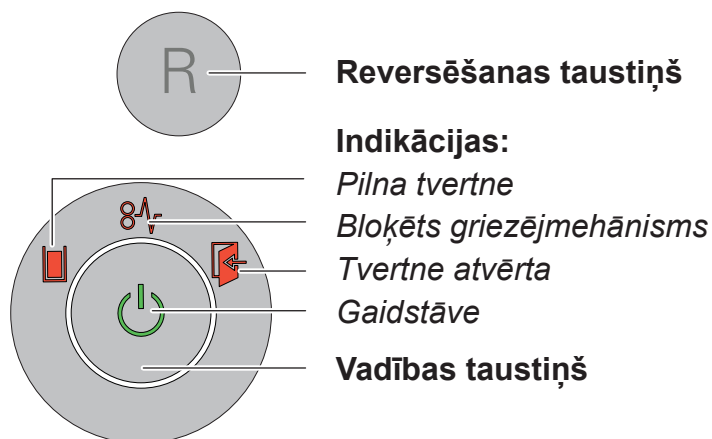 R
Reversēšanas taustiņš
Indikācijas:
Pilna tvertne
Bloķēts griezējmehānisms
Tvertne atvērta
Gaidstāve
Vadības taustiņš